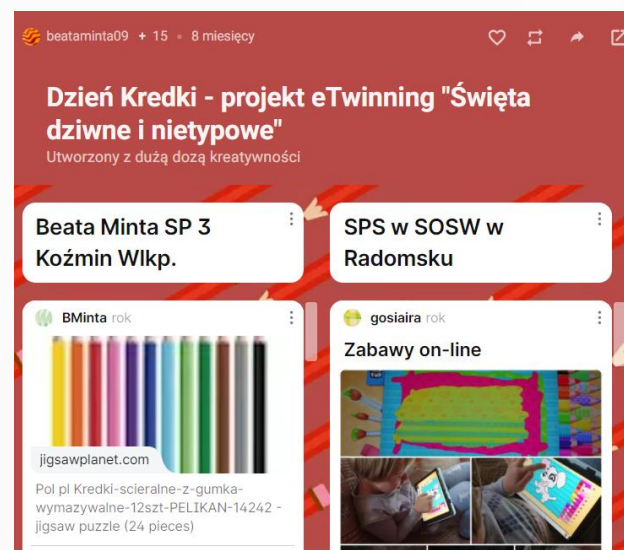 beataminta09 + 15 • 8 miesięcy
Dzień Kredki - projekt eTwinning "Święta
dziwne i nietypowe"
Utworzony z dużą dozą kreatywności
Beata Minta SP 3
Koźmin Wlkp.
SPS w SOSW w
Radomsku
BMinta rok
jigsawplanet.com
Pol pl Kredki-scieralne-z-gumka-
wymazywalne-12szt-PELIKAN-14242 -
jigsaw puzzle (24 pieces)
gosiaira rok
Zabawy on-line